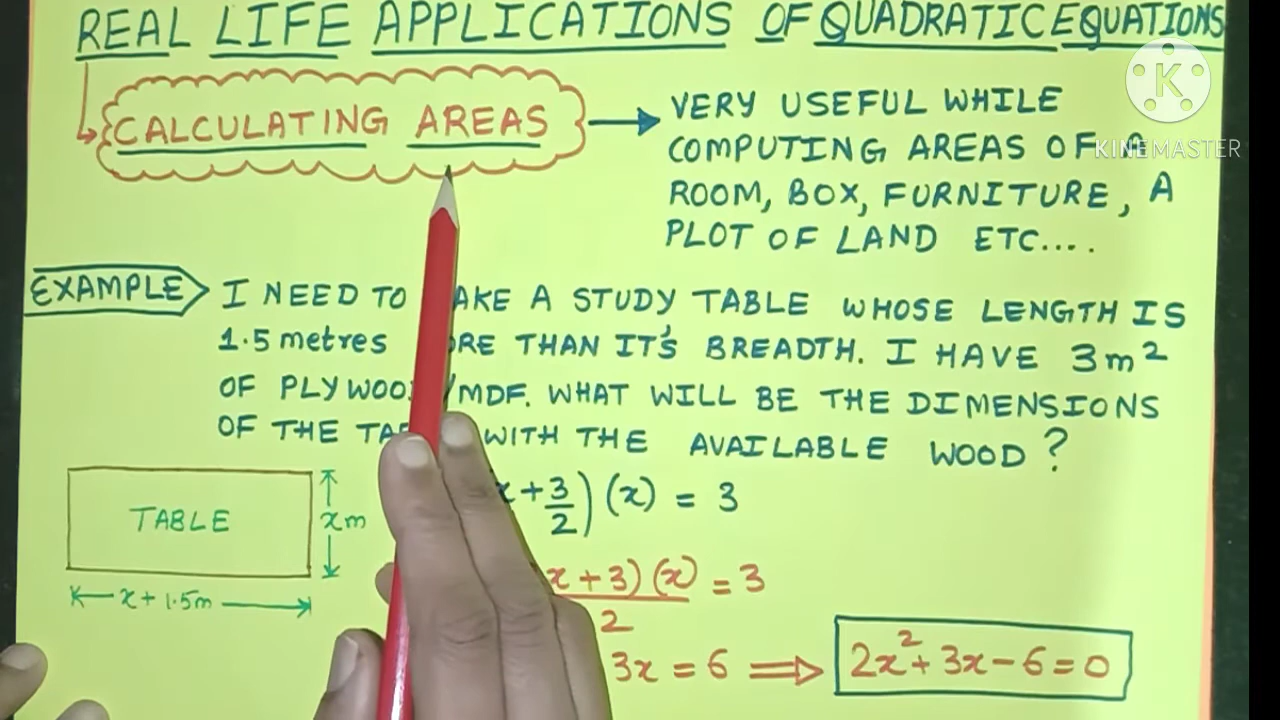 REAL LIFE APPLICATIONS OF QUADRATIC EQUATIONS
CALCULATING AREAS
VERY USEFUL WHILE
COMPUTING AREAS OF A
ROOM, BOX, FURNITURE, A
PLOT OF LAND ETC....
K
KINEMASTER
EXAMPLE
I NEED TO AKE A STUDY TABLE WHOSE LENGTH IS
1.5 metres ORE THAN IT'S BREADTH. I HAVE 3m²
OF PLYWOO /MDF. WHAT WILL BE THE DIMENSIONS
OF THE TA WITH THE AVAILABLE WOOD?
TABLE
xm
x+1.5m
x+3/2)(x) = 3
x+3)(x)/2 = 3
3x = 6 ⟹ 2x²+3x-6=0